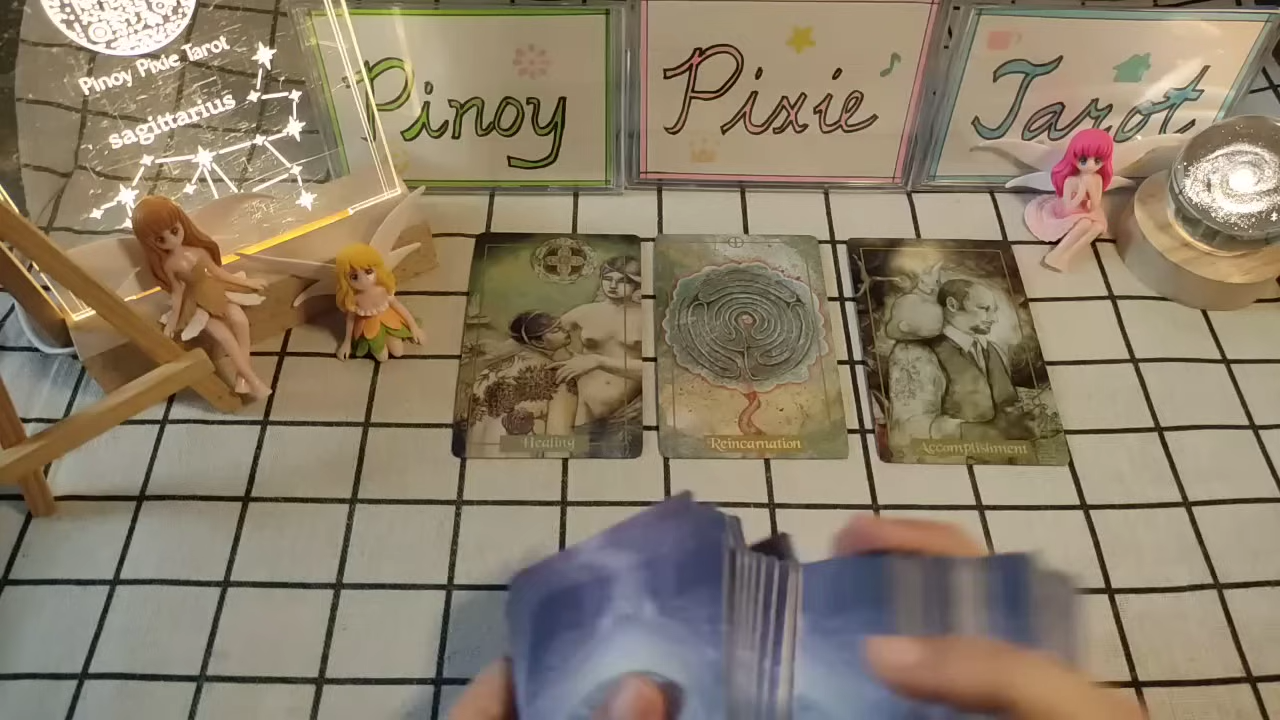 Pinoy Pixie Tarot
sagittarius
Pinoy
Pixie
Tarot
Healing
Reincarnation
Accomplishment